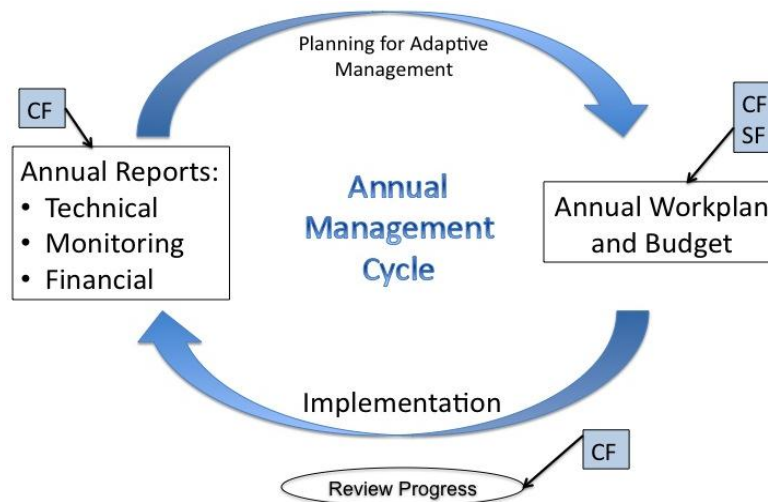 Planning for Adaptive
Management
CF
CF
SF
Annual Reports:
• Technical
• Monitoring
• Financial
Annual
Management
Cycle
Annual Workplan
and Budget
Implementation
CF
Review Progress